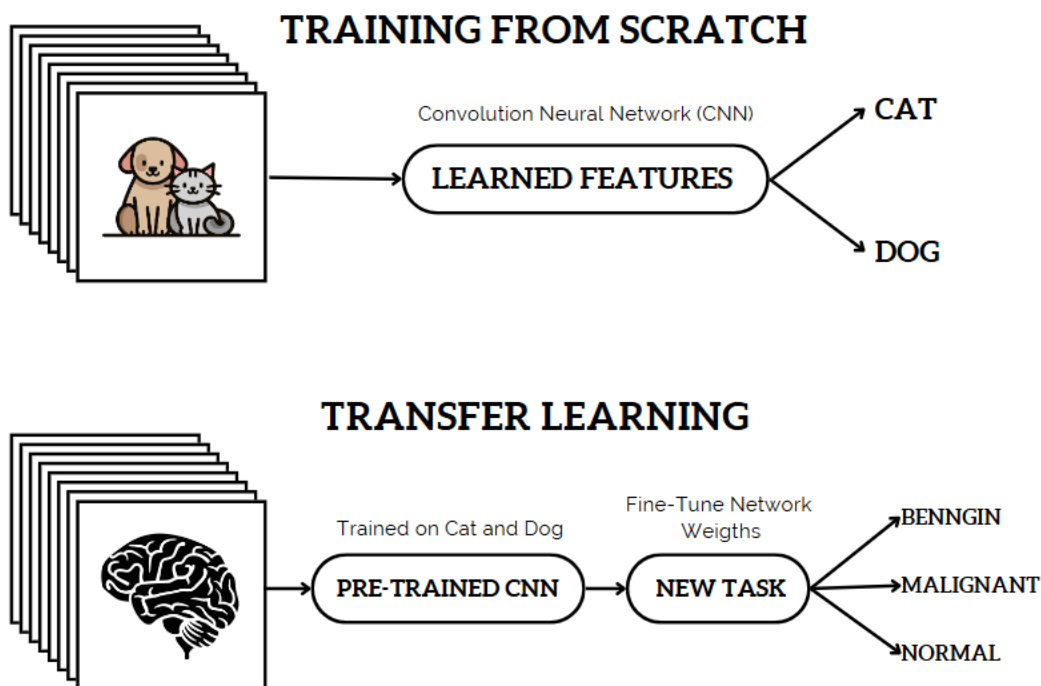 TRAINING FROM SCRATCH
Convolution Neural Network (CNN)
LEARNED FEATURES
CAT
DOG
TRANSFER LEARNING
Trained on Cat and Dog
PRE-TRAINED CNN
Fine-Tune Network
Weigths
NEW TASK
BENNGIN
MALIGNANT
NORMAL